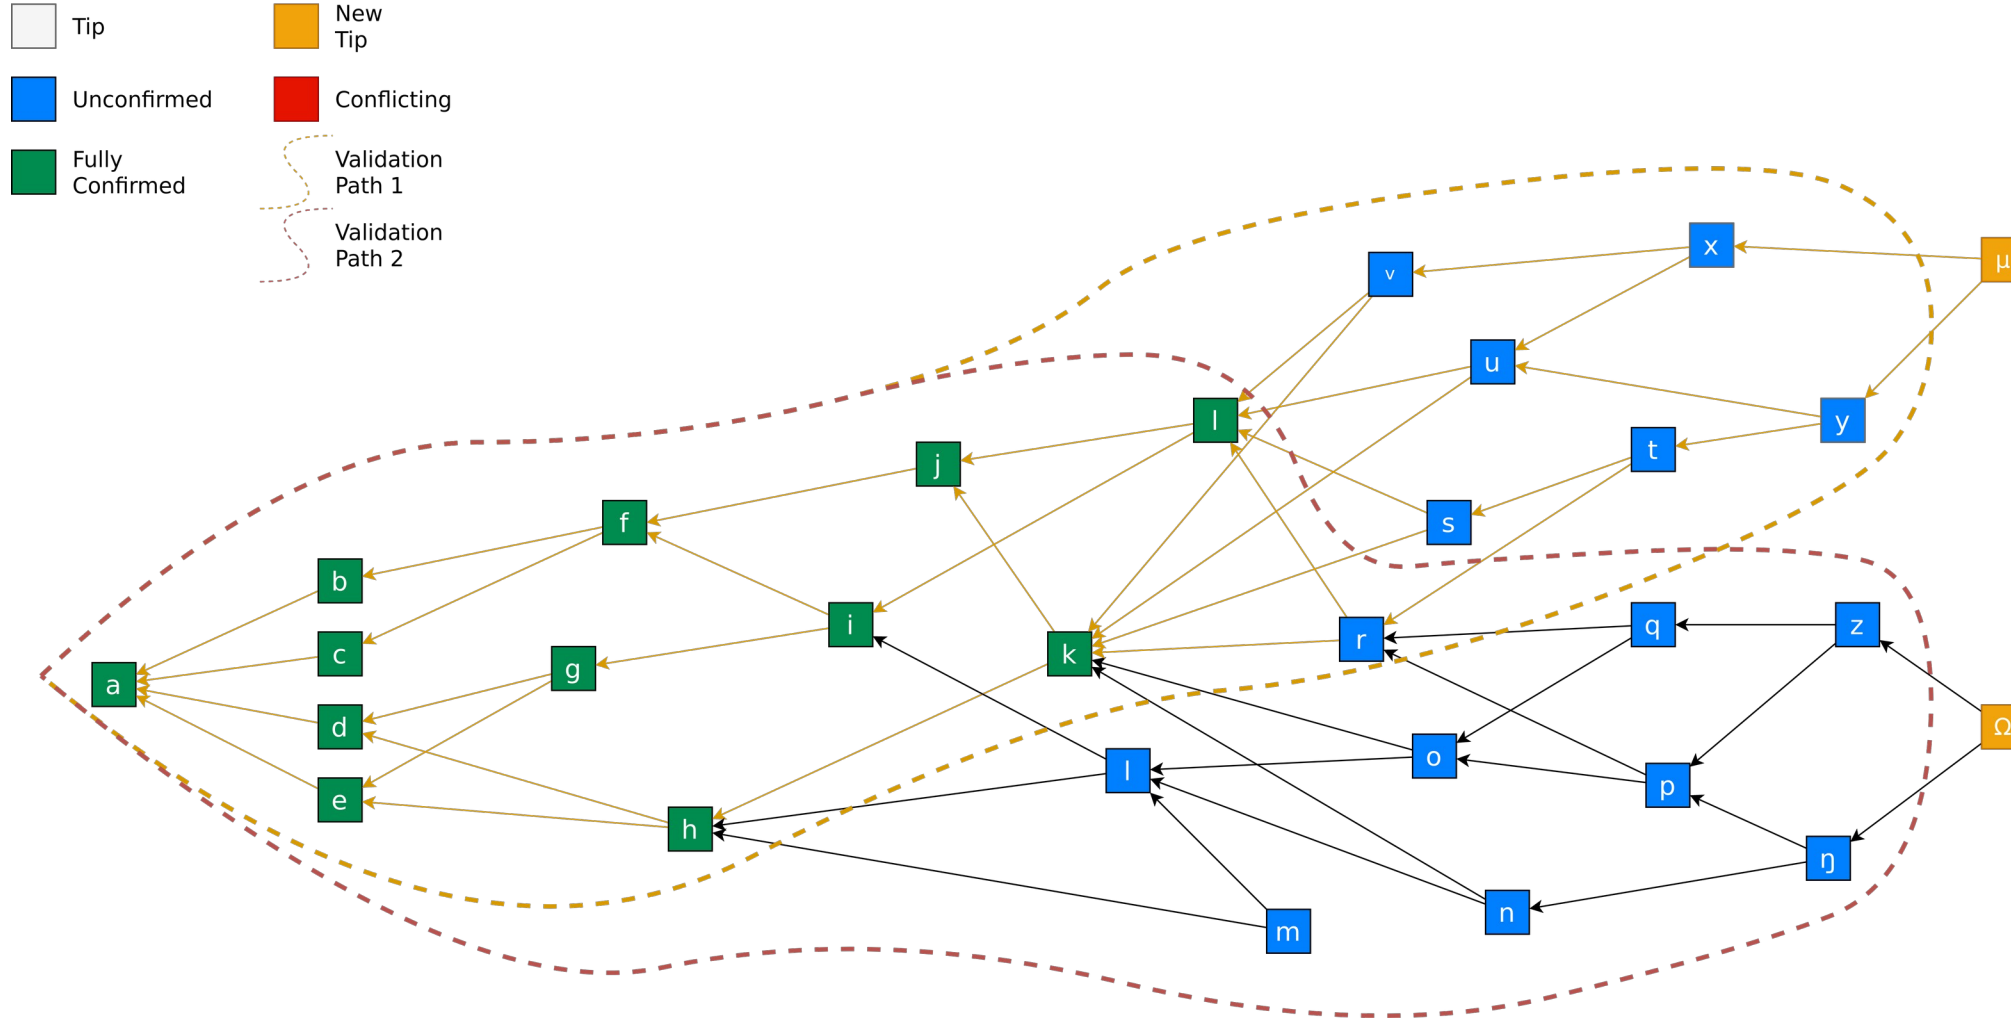 Tip
New
Tip
Unconfirmed
Conflicting
Fully
Confirmed
Validation
Path 1
Validation
Path 2
x
μ
v
u
l
y
t
j
f
s
b
i
r
q
z
c
k
g
a
d
Ω
o
l
p
e
h
ŋ
n
m